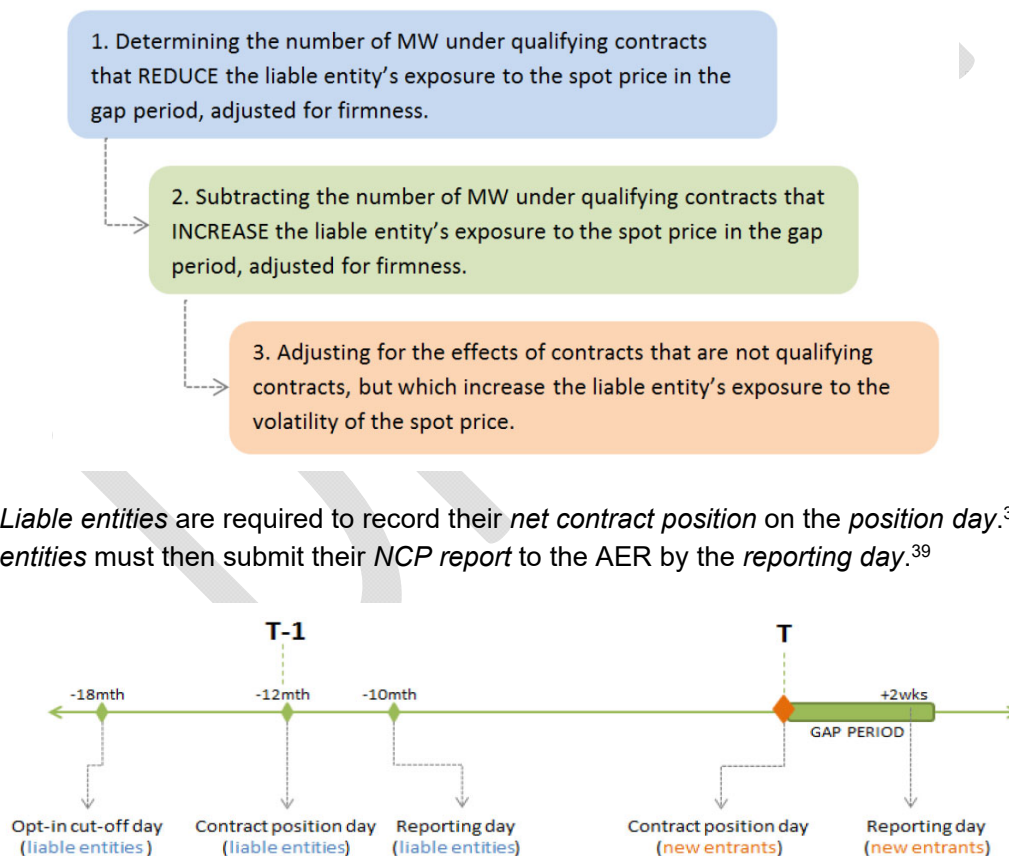 1. Determining the number of MW under qualifying contracts
that REDUCE the liable entity's exposure to the spot price in the
gap period, adjusted for firmness.
2. Subtracting the number of MW under qualifying contracts that
INCREASE the liable entity's exposure to the spot price in the gap
period, adjusted for firmness.
3. Adjusting for the effects of contracts that are not qualifying
contracts, but which increase the liable entity's exposure to the
volatility of the spot price.
Liable entities are required to record their net contract position on the position day.
entities must then submit their NCP report to the AER by the reporting day.39
T-1 T
-18mth -12mth -10mth +2wks
GAP PERIOD
Opt-in cut-off day Contract position day Reporting day Contract position day Reporting day
(liable entities) (liable entities) (liable entities) (new entrants) (new entrants)